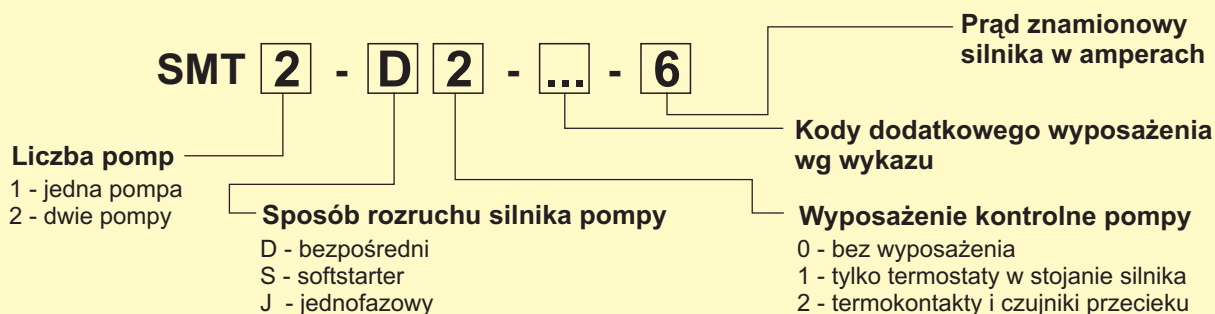 Prąd znamionowy
silnika w amperach
SMT 2 - D 2 - ... - 6
Kody dodatkowego wyposażenia
wg wykazu
Liczba pomp
1 - jedna pompa
2 - dwie pompy
Sposób rozruchu silnika pompy
D - bezpośredni
S - softstarter
J - jednofazowy
Wyposażenie kontrolne pompy
0 - bez wyposażenia
1 - tylko termostaty w stojanie silnika
2 - termokontakty i czujniki przecieku